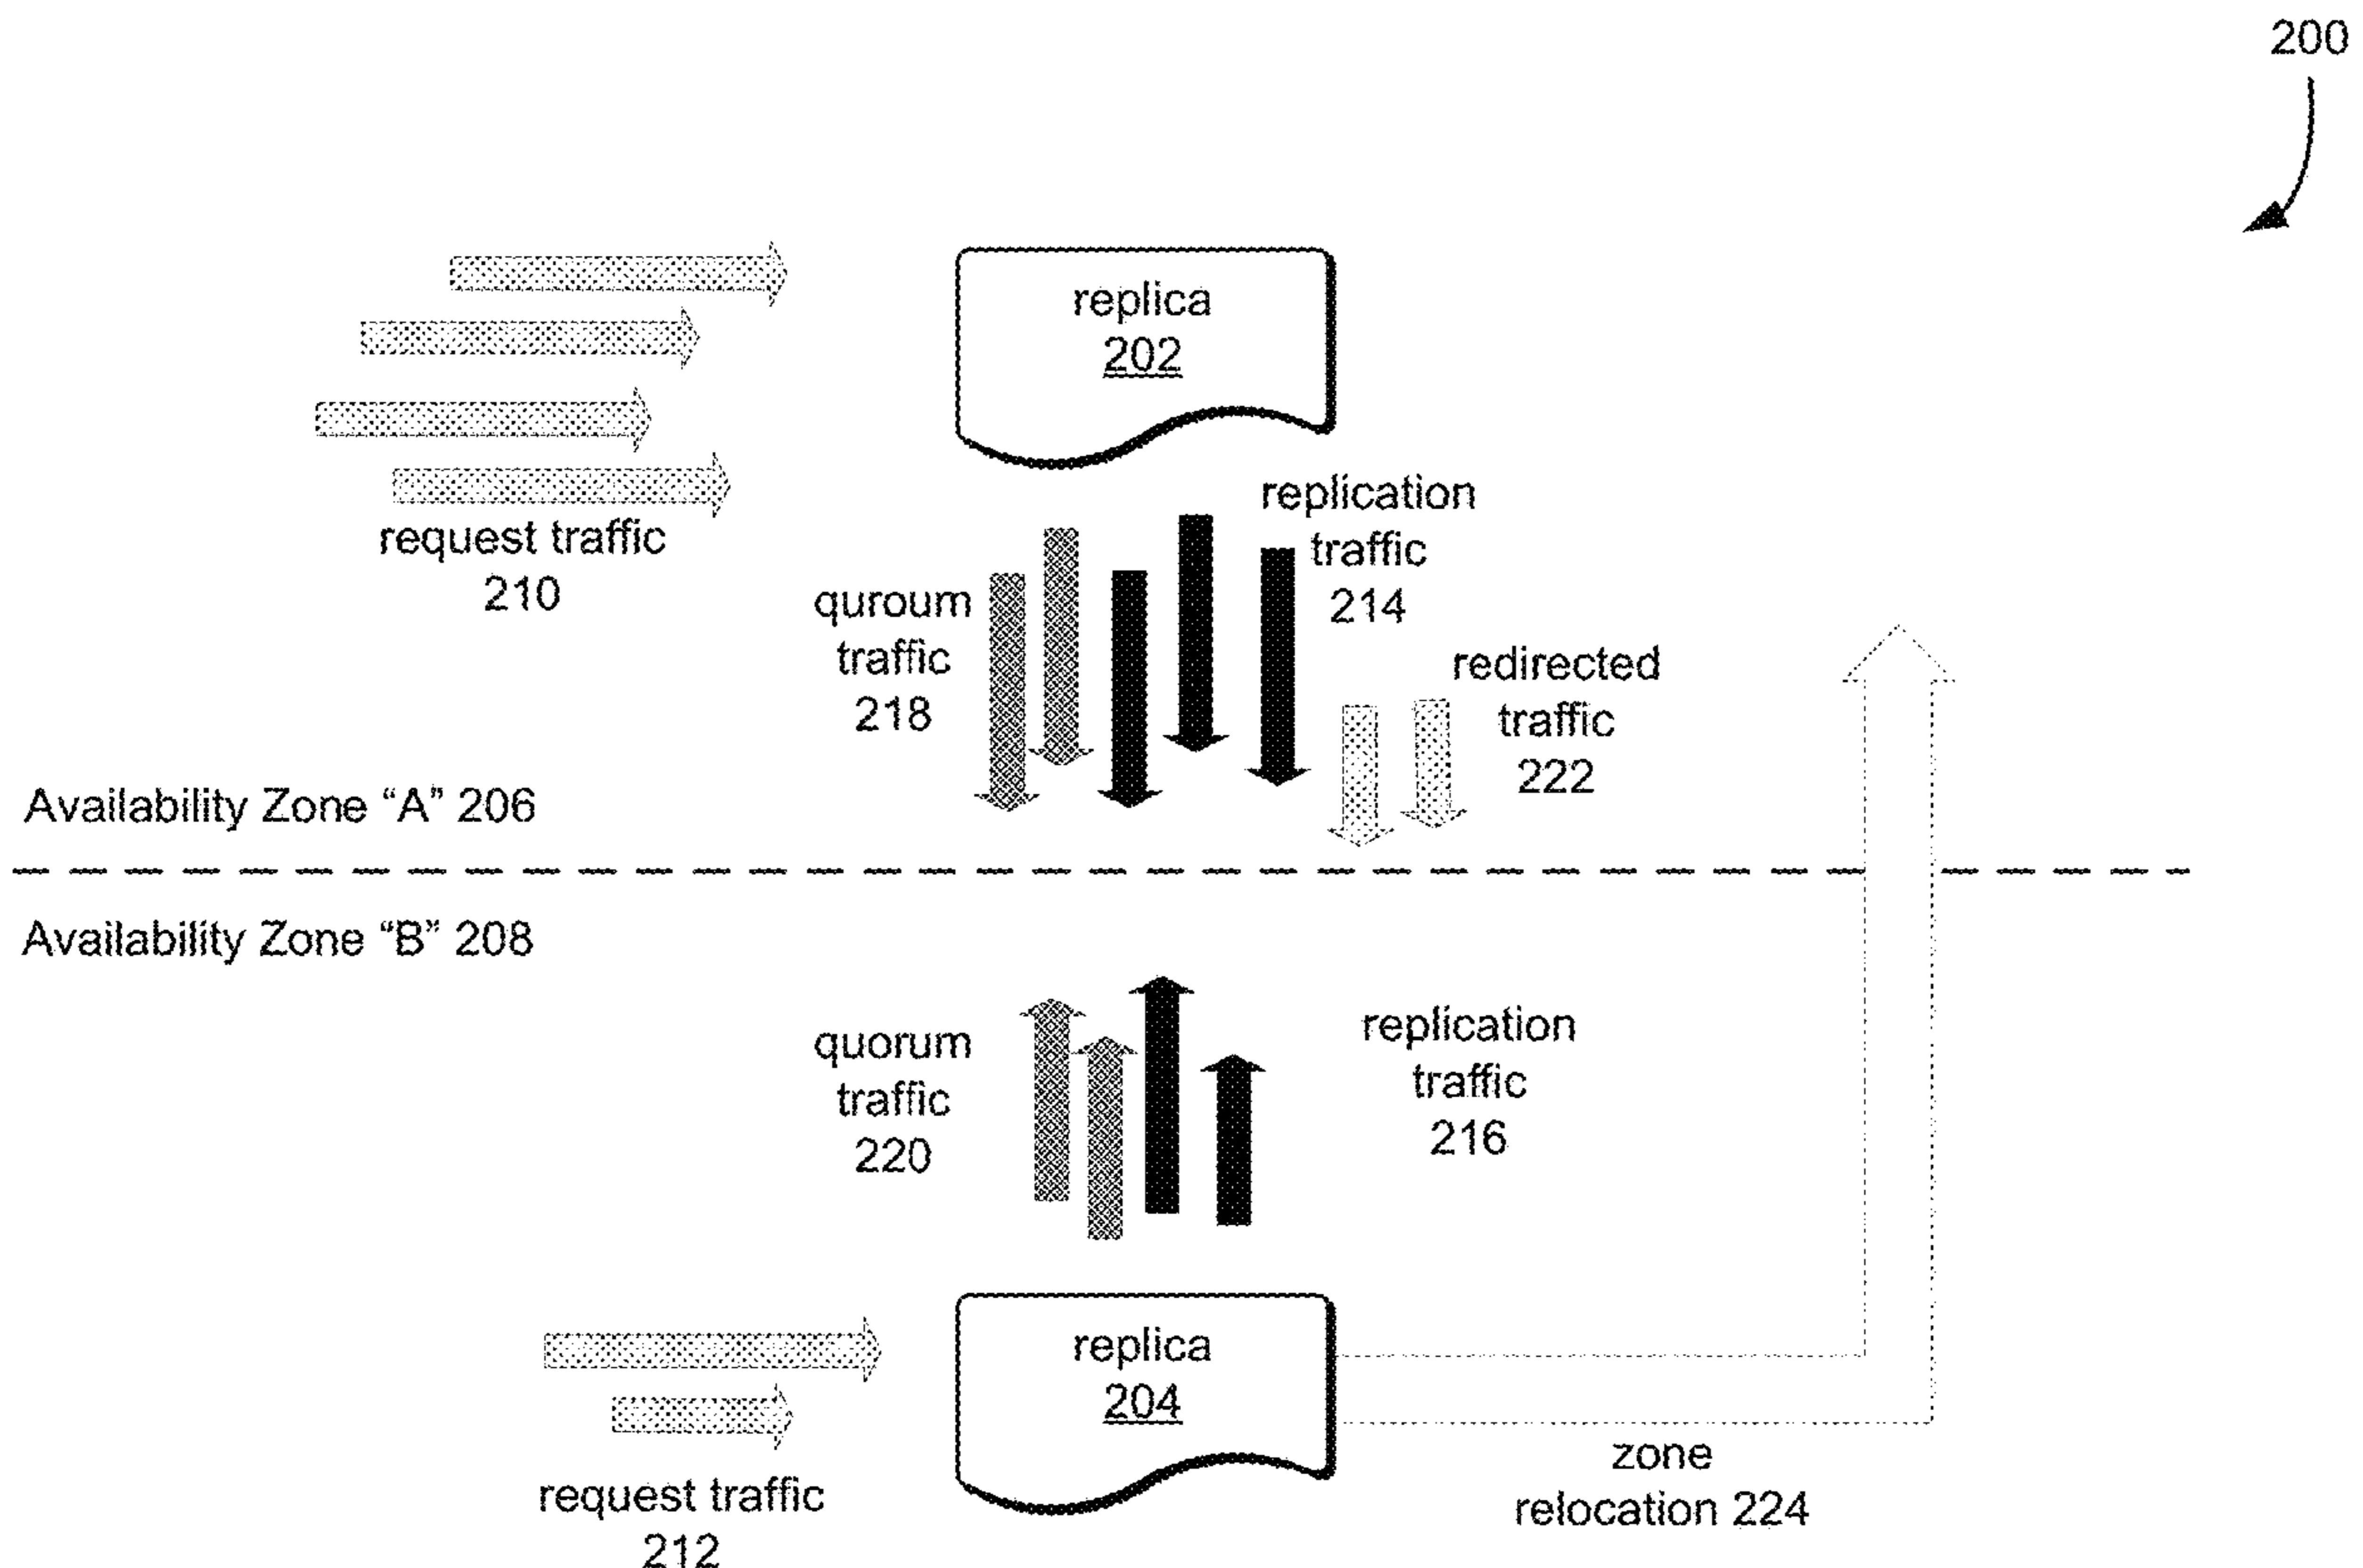 200
replica
202
request traffic
210
replication
traffic
214
quroum
traffic
218
redirected
traffic
222
Availability Zone “A” 206
Availability Zone “B” 208
quorum
traffic
220
replication
traffic
216
replica
204
request traffic
212
zone
relocation 224